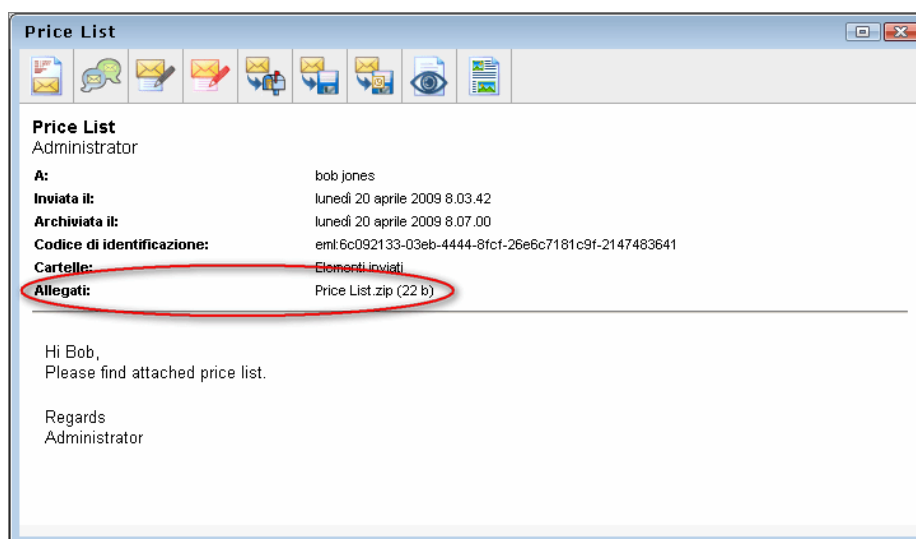 Price List
Price List
Administrator
A: bob jones
Inviata il: lunedì 20 aprile 2009 8.03.42
Archiviata il: lunedì 20 aprile 2009 8.07.00
Codice di identificazione: eml:6c092133-03eb-4444-8fcf-26e6c7181c9f-2147483641
Cartelle: Elementi inviati
Allegati: Price List.zip (22 b)
Hi Bob,
Please find attached price list.
Regards
Administrator